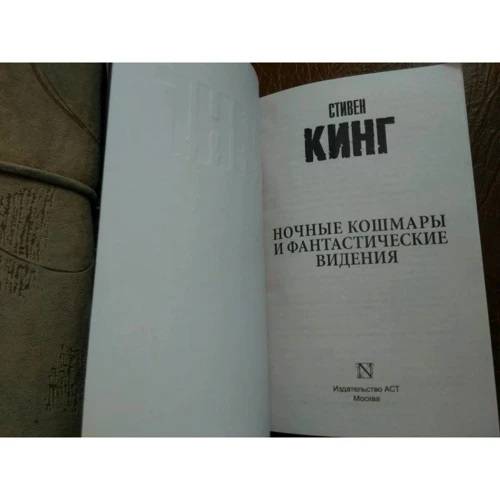 СТИВЕН
КИНГ
НОЧНЫЕ КОШМАРЫ
И ФАНТАСТИЧЕСКИЕ
ВИДЕНИЯ
N
Издательство АСТ
Москва